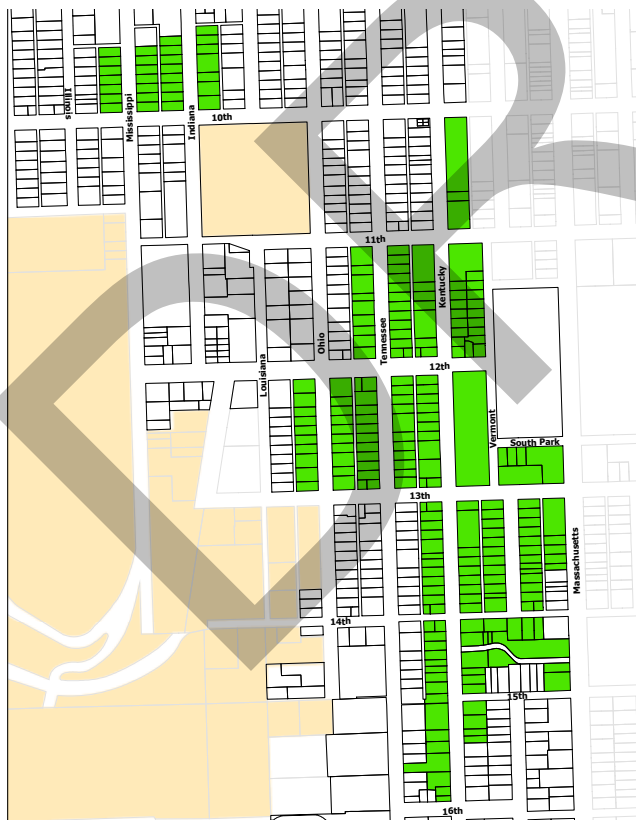 Illinois
Mississippi
Indiana
10th
11th
Kentucky
Tennessee
Ohio
Louisiana
12th
Vermont
South Park
13th
Massachusetts
14th
15th
16th